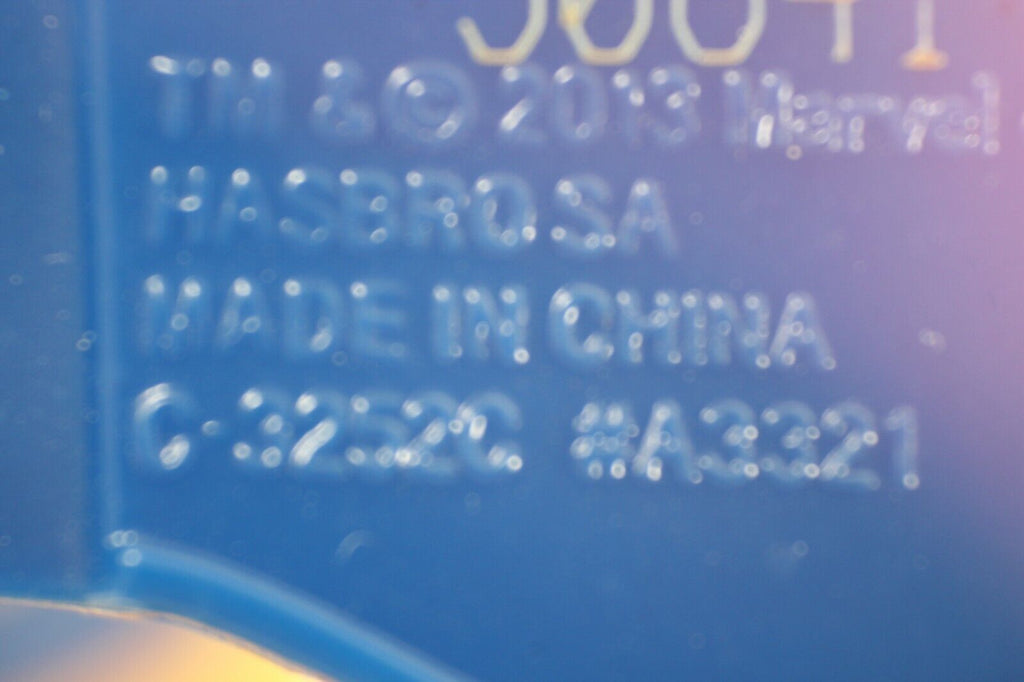 TM & © 2013 Marvel
HASBRO SA
MADE IN CHINA
C-3252C #A3321